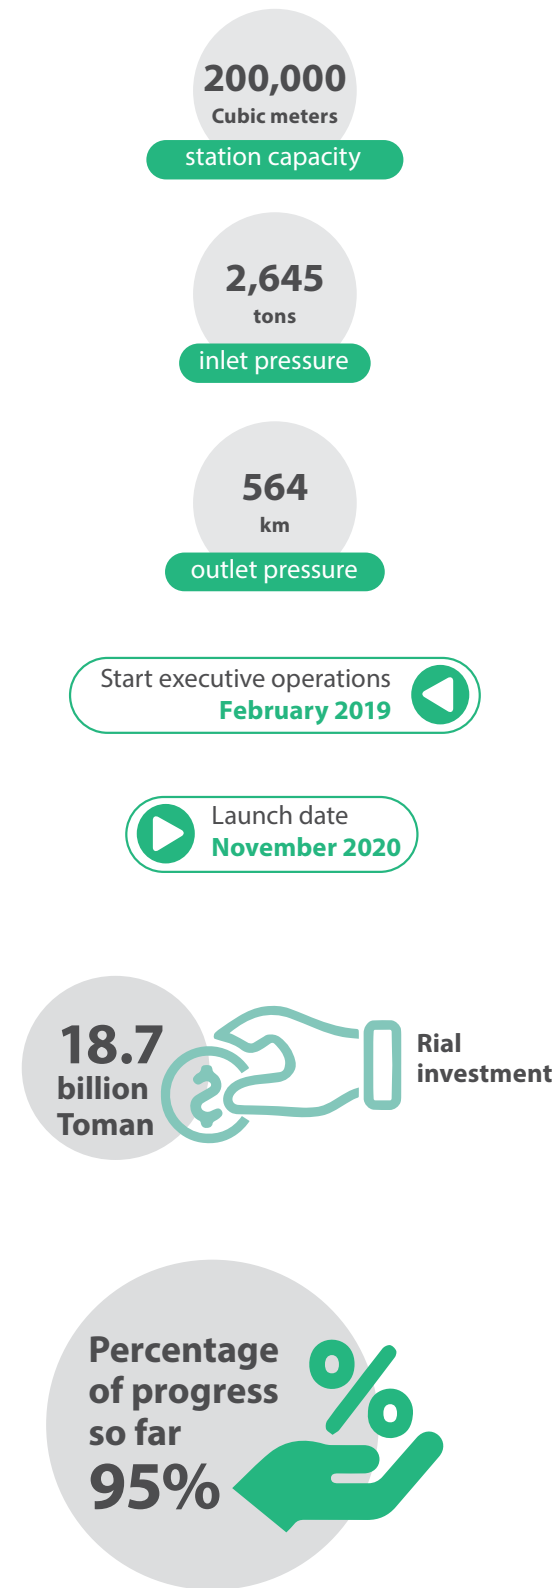 200,000
Cubic meters
station capacity
2,645
tons
inlet pressure
564
km
outlet pressure
Start executive operations
February 2019
Launch date
November 2020
18.7
billion
Toman
Rial
investment
Percentage
of progress
so far
95%